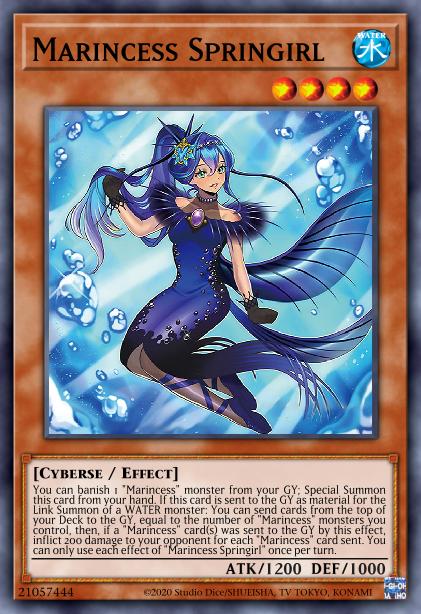 MARINCESS SPRINGIRL
WATER
水
[CYBERSE / EFFECT]
You can banish 1 "Marincess" monster from your GY; Special Summon
this card from your hand. If this card is sent to the GY as material for the
Link Summon of a WATER monster: You can send cards from the top of
your Deck to the GY, equal to the number of "Marincess" monsters you
control, then, if a "Marincess" card(s) was sent to the GY by this effect,
inflict 200 damage to your opponent for each "Marincess" card sent. You
can only use each effect of "Marincess Springirl" once per turn.
ATK/1200 DEF/1000
21057444
©2020 Studio Dice/SHUEISHA, TV TOKYO, KONAMI